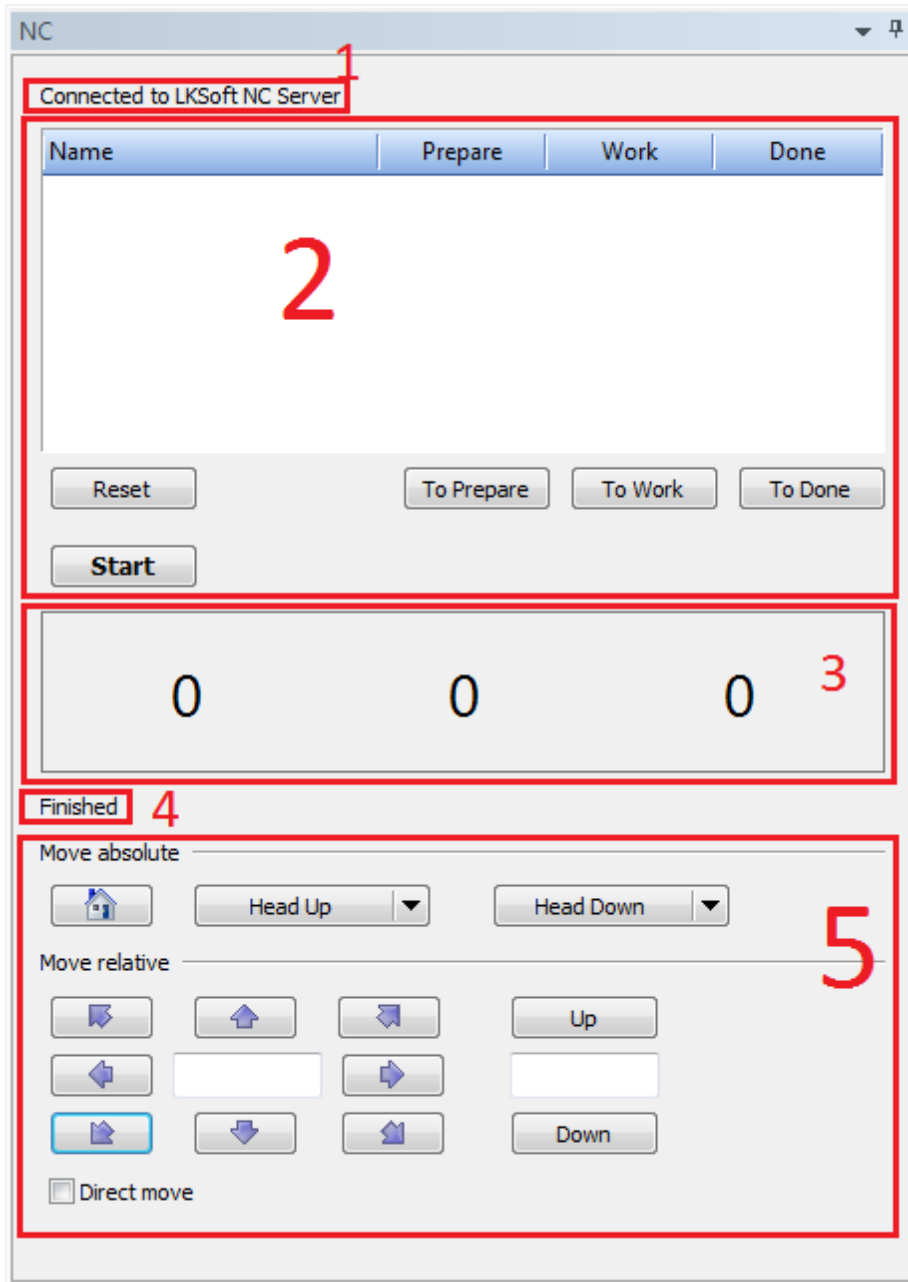 NC
1
Connected to LKSoft NC Server
Name Prepare Work Done
2
Reset To Prepare To Work To Done
Start
0 0 0 3
Finished 4
Move absolute
Head Up Head Down
5
Move relative
Up
Down
Direct move